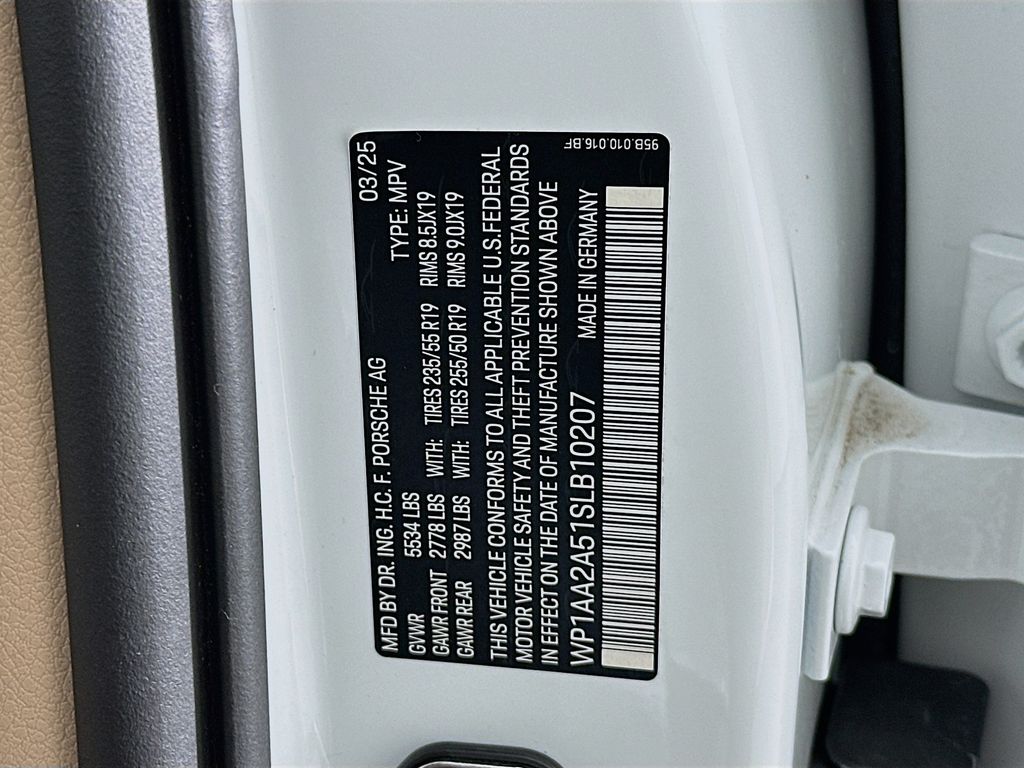 MFD BY DR. ING. H.C. F. PORSCHE AG 03/25
GVWR 5534 LBS TYPE: MPV
GAWR FRONT 2778 LBS WITH: TIRES 235/55 R19 RIMS 8.5JX19
GAWR REAR 2987 LBS WITH: TIRES 255/50 R19 RIMS 9.0JX19
THIS VEHICLE CONFORMS TO ALL APPLICABLE U.S.FEDERAL
MOTOR VEHICLE SAFETY AND THEFT PREVENTION STANDARDS
IN EFFECT ON THE DATE OF MANUFACTURE SHOWN ABOVE
WP1AA2A51SLB10207 MADE IN GERMANY
95B.010.016.BF